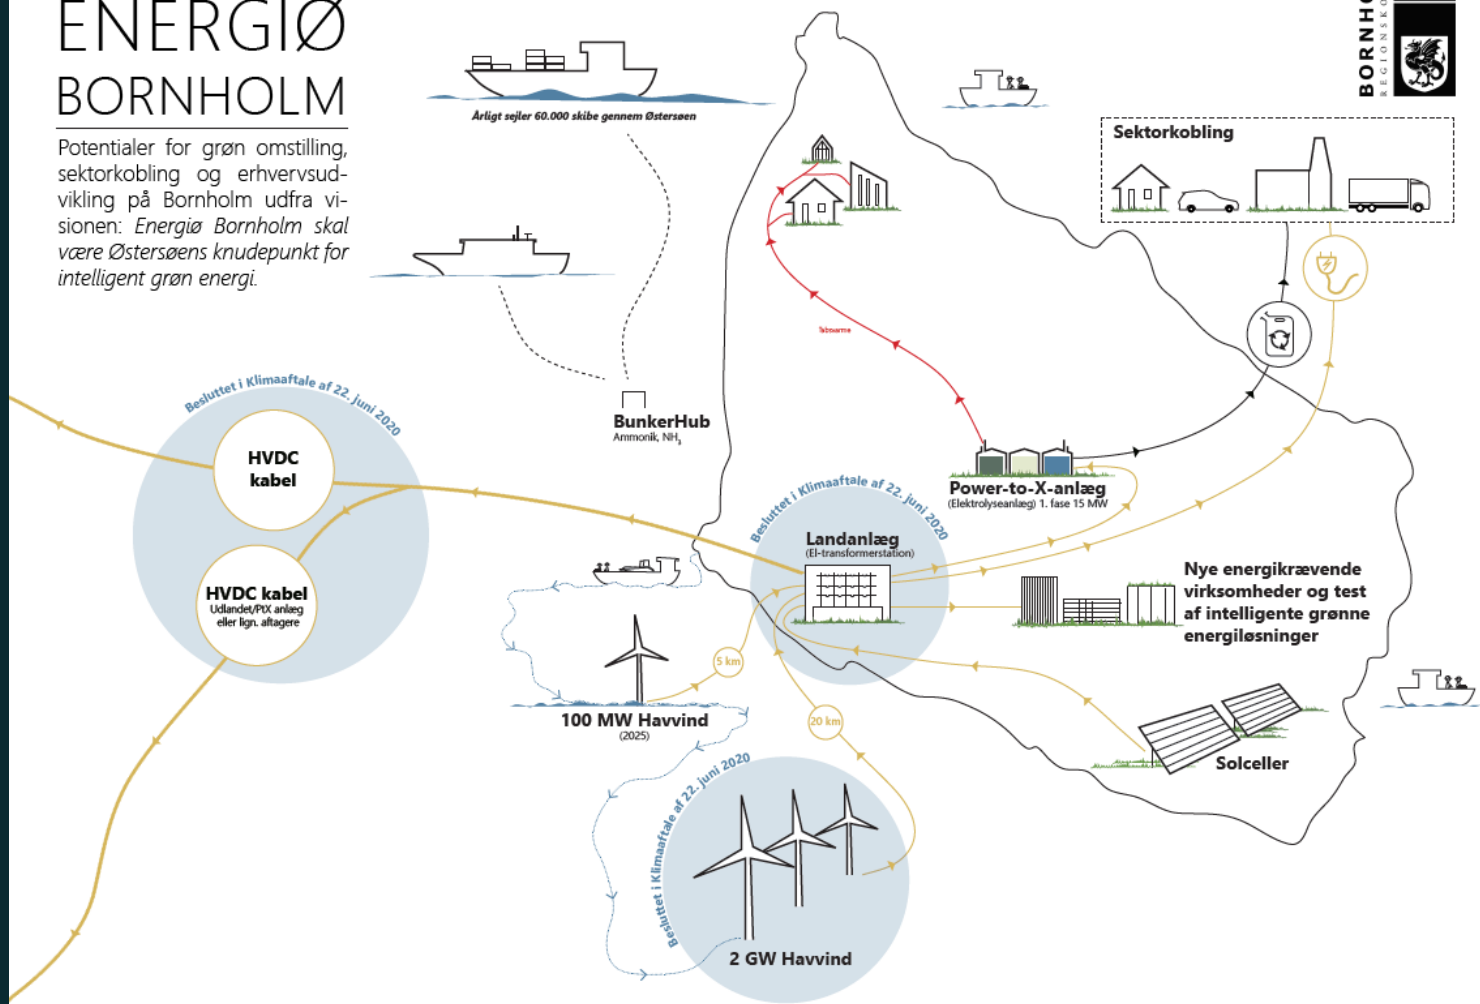 ENERGIØ
BORNHOLM
Potentialer for grøn omstilling,
sektorkobling og erhvervsud-
vikling på Bornholm udfra vi-
sionen: Energiø Bornholm skal
være Østersøens knudepunkt for
intelligent grøn energi.
Årligt sejler 60.000 skibe gennem Østersøen
Sektorkobling
Tabsvarme
BunkerHub
Ammonik, NH3
Besluttet i Klimaaftale af 22. juni 2020
HVDC
kabel
HVDC kabel
Udlandet/PtX anlæg
eller lign. aftagere
Power-to-X-anlæg
(Elektrolyseanlæg) 1. fase 15 MW
Besluttet i Klimaaftale af 22. juni 2020
Landanlæg
(El-transformerstation)
Nye energikrævende
virksomheder og test
af intelligente grønne
energiløsninger
5 km
100 MW Havvind
(2025)
20 km
Solceller
Besluttet i Klimaaftale af 22. juni 2020
2 GW Havvind